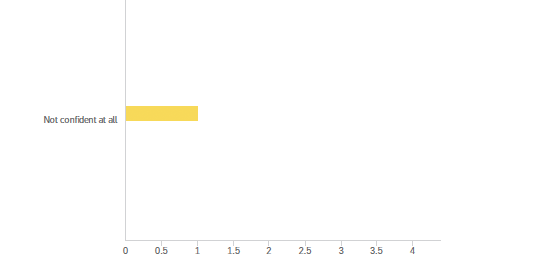 Not confident at all
0 0.5 1 1.5 2 2.5 3 3.5 4